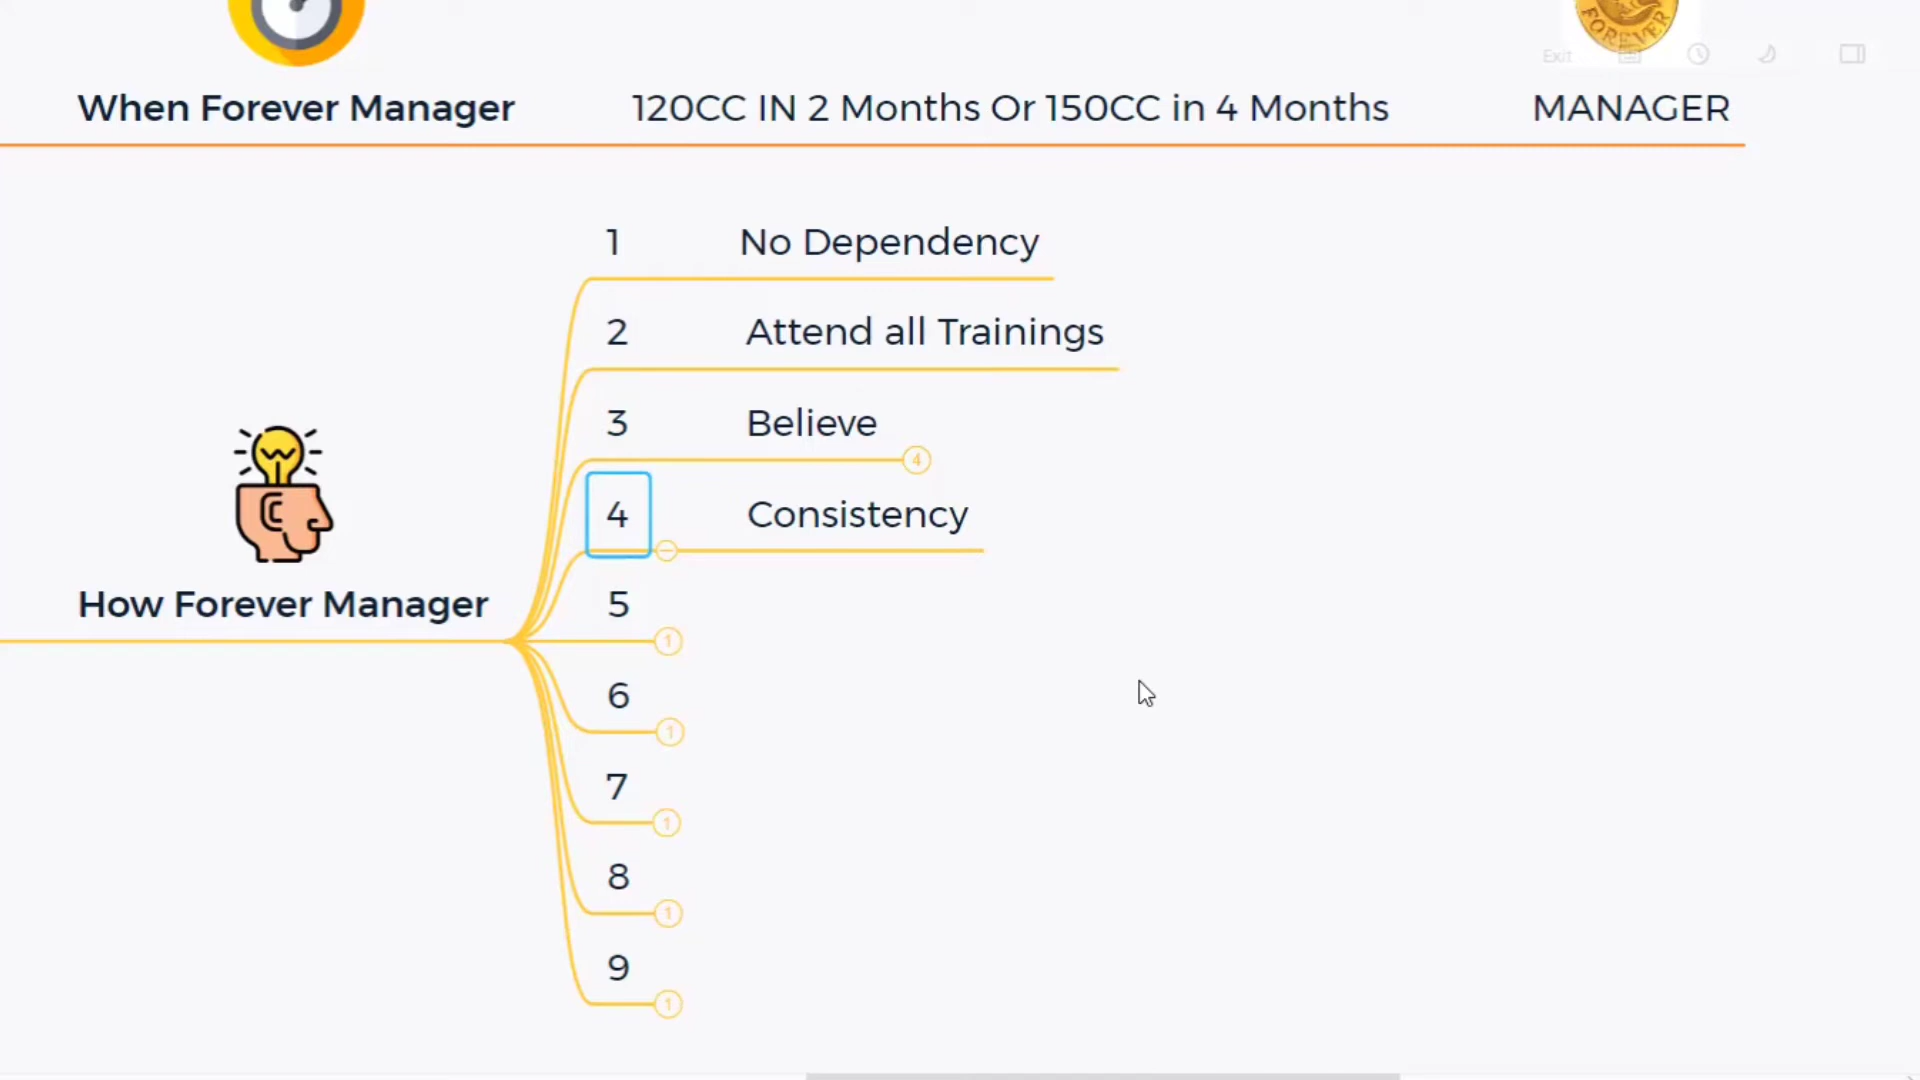 FOREVER
Exit
When Forever Manager 120CC IN 2 Months Or 150CC in 4 Months MANAGER
1 No Dependency
2 Attend all Trainings
3 Believe
4
4 Consistency
How Forever Manager
5
1
6
1
7
1
8
1
9
1